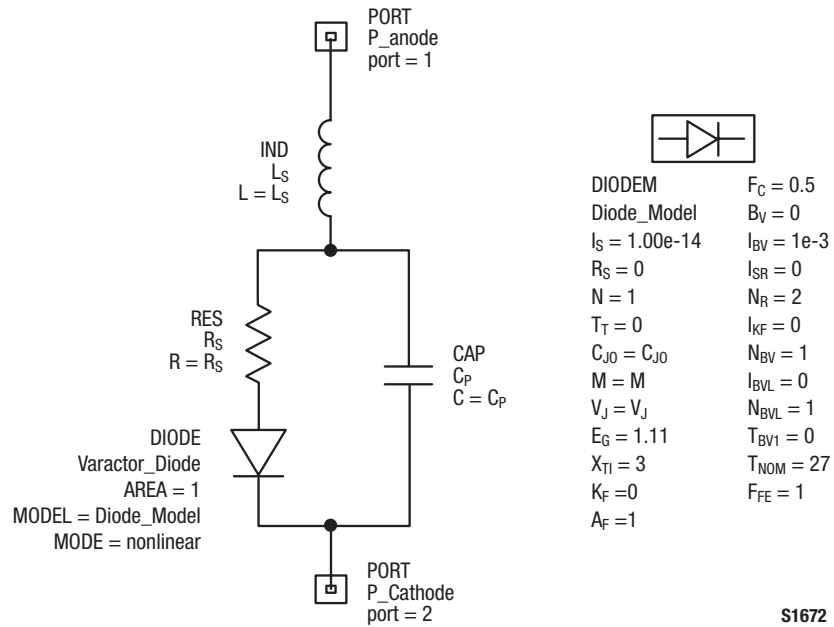 PORT
P_anode
port = 1
IND
L_S
L = L_S
RES
R_S
R = R_S
CAP
C_P
C = C_P
DIODE
Varactor_Diode
AREA = 1
MODEL = Diode_Model
MODE = nonlinear
PORT
P_Cathode
port = 2
DIODEM
Diode_Model
I_S = 1.00e-14
R_S = 0
N = 1
T_T = 0
C_J0 = C_J0
M = M
V_J = V_J
E_G = 1.11
X_TI = 3
K_F =0
A_F =1
F_C = 0.5
B_V = 0
I_BV = 1e-3
I_SR = 0
N_R = 2
I_KF = 0
N_BV = 1
I_BVL = 0
N_BVL = 1
T_BV1 = 0
T_NOM = 27
F_FE = 1
S1672